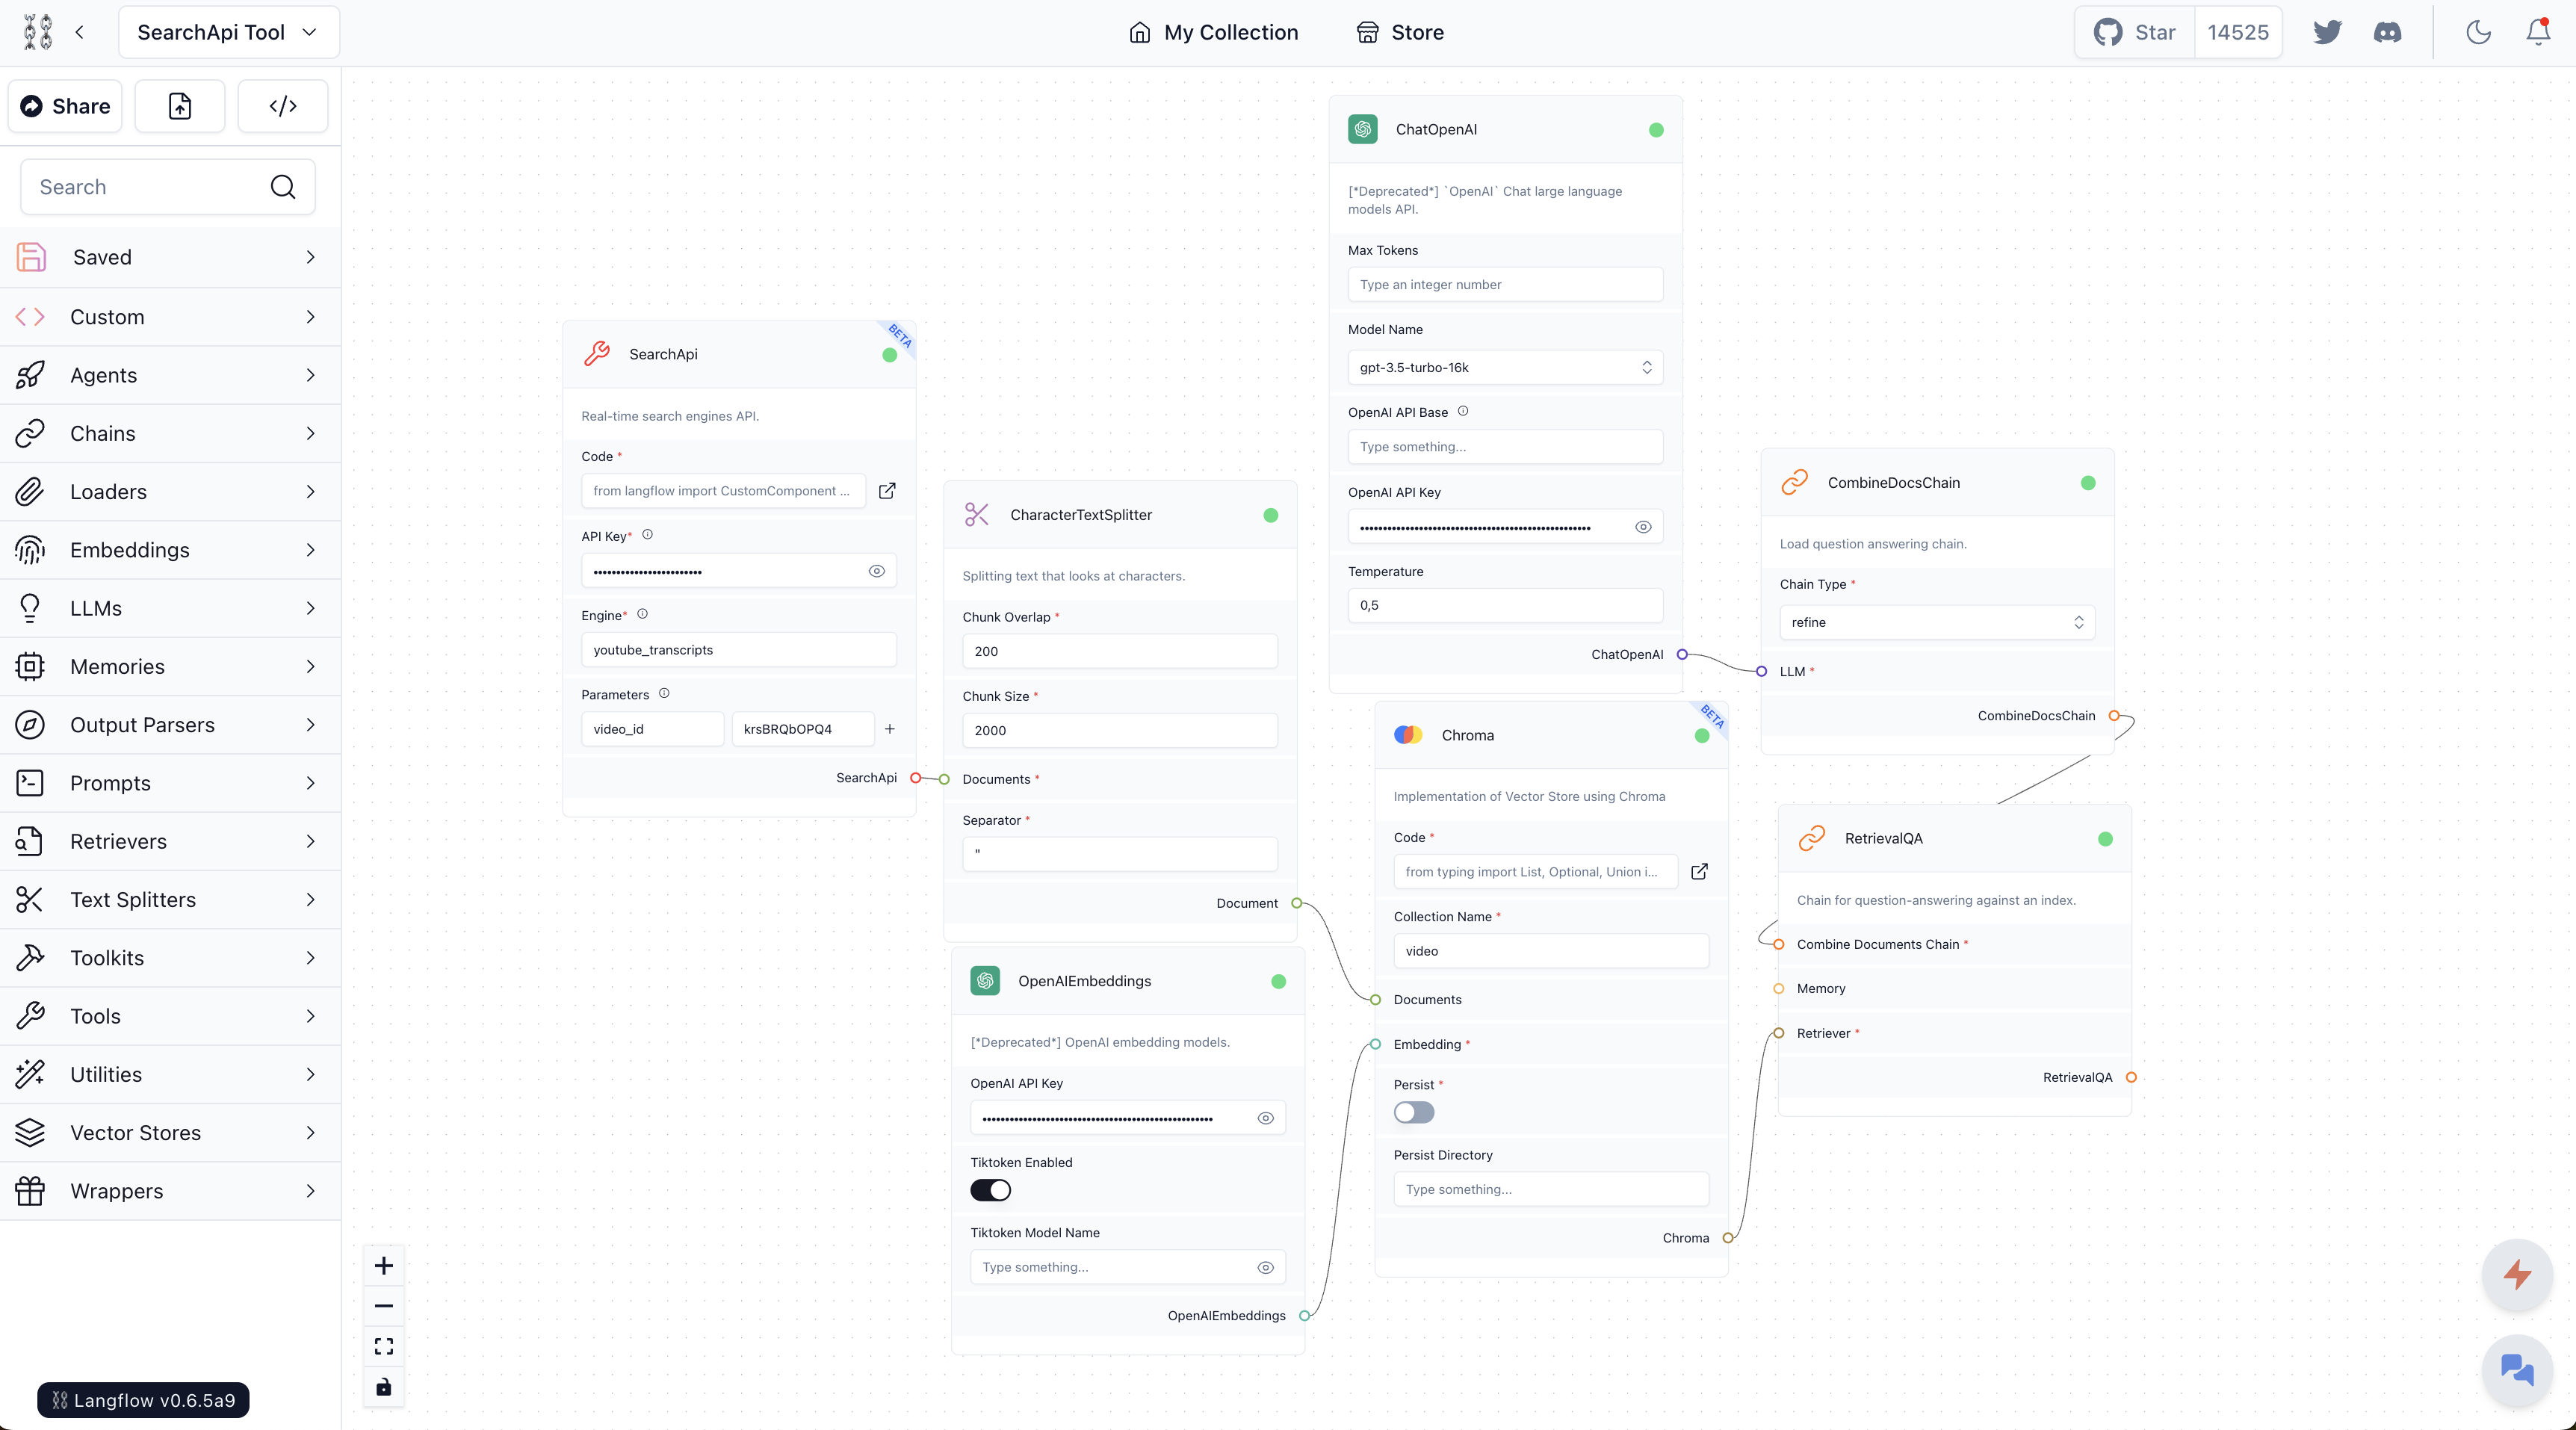 SearchApi Tool
My Collection
Store
Star
14525
Share
Search
Saved
Custom
Agents
Chains
Loaders
Embeddings
LLMs
Memories
Output Parsers
Prompts
Retrievers
Text Splitters
Toolkits
Tools
Utilities
Vector Stores
Wrappers
⛓ Langflow v0.6.5a9
SearchApi
BETA
Real-time search engines API.
Code *
from langflow import CustomComponent ...
API Key*
Engine*
youtube_transcripts
Parameters
video_id
krsBRQbOPQ4
SearchApi
CharacterTextSplitter
Splitting text that looks at characters.
Chunk Overlap *
200
Chunk Size *
2000
Documents *
Separator *
"
Document
OpenAIEmbeddings
[*Deprecated*] OpenAI embedding models.
OpenAI API Key
Tiktoken Enabled
Tiktoken Model Name
Type something...
OpenAIEmbeddings
ChatOpenAI
[*Deprecated*] `OpenAI` Chat large language
models API.
Max Tokens
Type an integer number
Model Name
gpt-3.5-turbo-16k
OpenAI API Base
Type something...
OpenAI API Key
Temperature
0,5
ChatOpenAI
Chroma
BETA
Implementation of Vector Store using Chroma
Code *
from typing import List, Optional, Union i...
Collection Name *
video
Documents
Embedding *
Persist *
Persist Directory
Type something...
Chroma
CombineDocsChain
Load question answering chain.
Chain Type *
refine
LLM *
CombineDocsChain
RetrievalQA
Chain for question-answering against an index.
Combine Documents Chain *
Memory
Retriever *
RetrievalQA